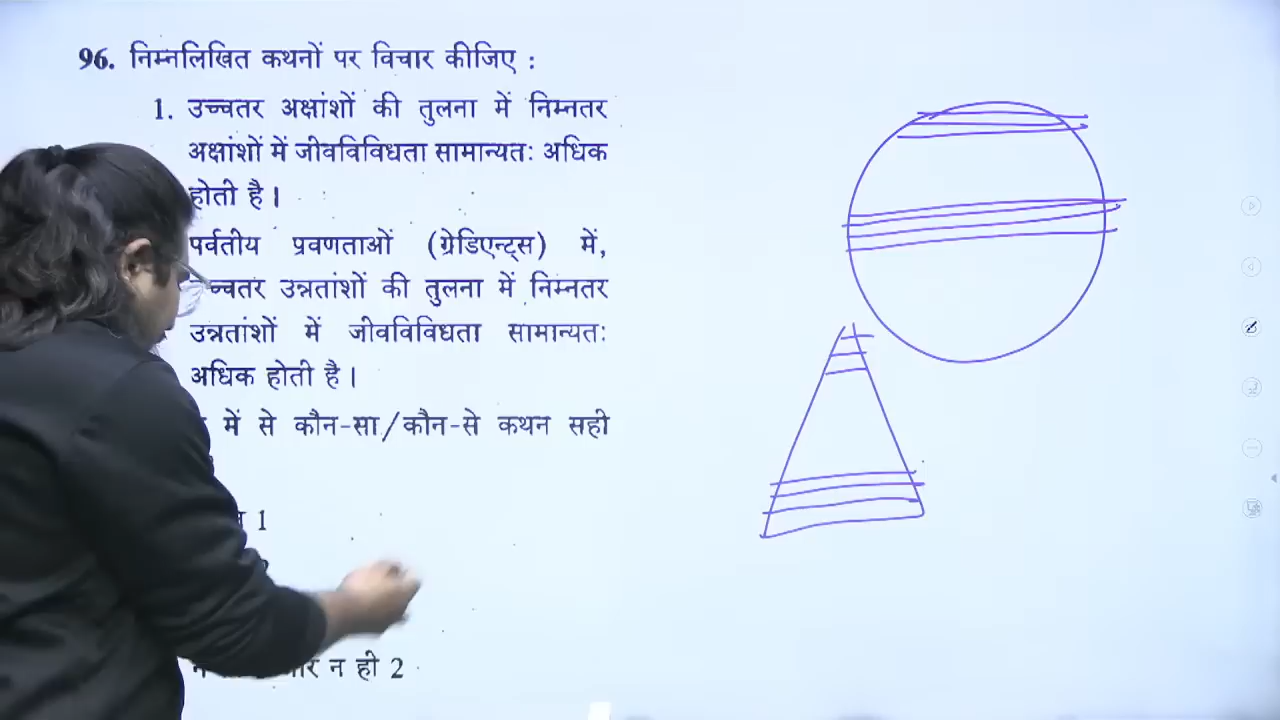 96. निम्नलिखित कथनों पर विचार कीजिए :
1. उच्चतर अक्षांशों की तुलना में निम्नतर
अक्षांशों में जीवविविधता सामान्यतः अधिक
होती है।
पर्वतीय प्रवणताओं (ग्रेडिएन्ट्स) में,
उच्चतर उन्नतांशों की तुलना में निम्नतर
उन्नतांशों में जीवविविधता सामान्यतः
अधिक होती है।
में से कौन-सा/कौन-से कथन सही
1
न ही 2